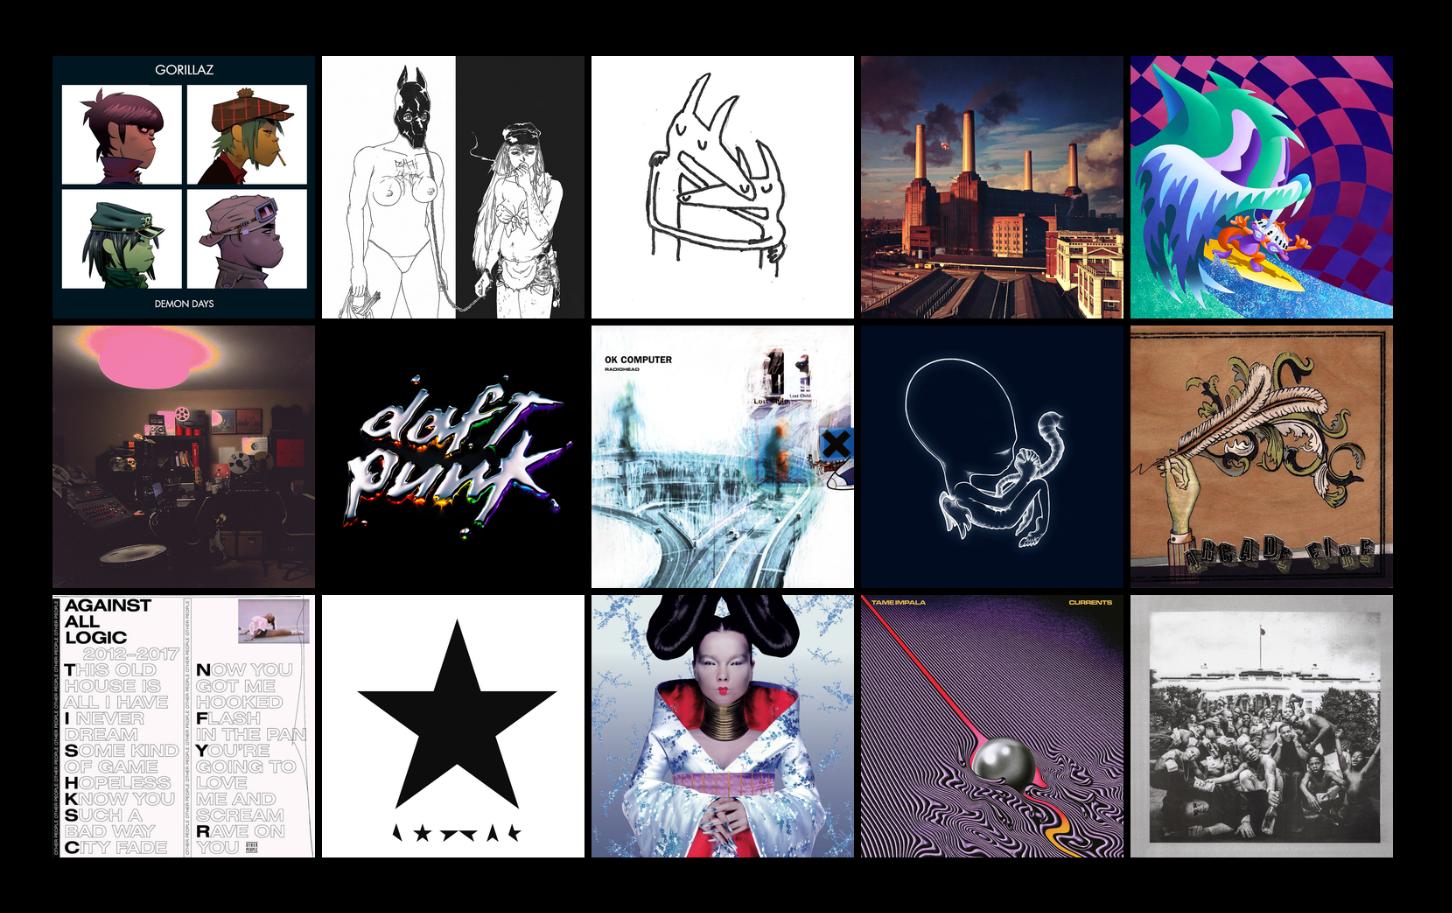 GORILLAZ
DEMON DAYS
DEATH
daft
punk
OK COMPUTER
RADIOHEAD
Lost Child
Lost Child
ARCADE FIRE
AGAINST
ALL
LOGIC
2012–2017
THIS OLD
HOUSE IS
ALL I HAVE
I NEVER
DREAM
SOME KIND
OF GAME
HOPELESS
KNOW YOU
SUCH A
BAD WAY
CITY FADE
NOW YOU
GOT ME
HOOKED
FLASH
IN THE PAN
YOU'RE
GOING TO
LOVE
ME AND
SCREAM
RAVE ON
YOU
OTHER PEOPLE
TAME IMPALA
CURRENTS